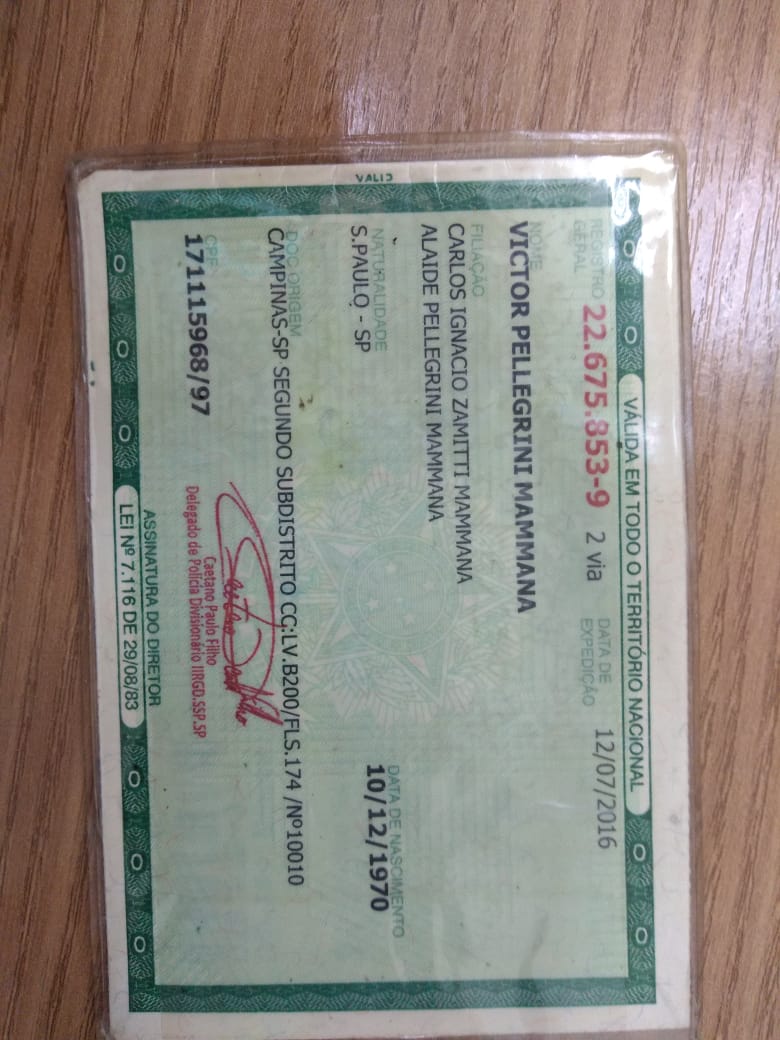 VÁLIDA EM TODO O TERRITÓRIO NACIONAL
REGISTRO GERAL 22.675.853-9 2 via DATA DE EXPEDIÇÃO 12/07/2016
NOME
VICTOR PELLEGRINI MAMMANA
FILIAÇÃO
CARLOS IGNACIO ZAMITTI MAMMANA
ALAIDE PELLEGRINI MAMMANA
NATURALIDADE DATA DE NASCIMENTO
S.PAULO - SP 10/12/1970
DOC ORIGEM
CAMPINAS-SP SEGUNDO SUBDISTRITO CC:LV.B200/FLS.174 /Nº10010
CPF
171115968/97
Caetano Paulo Filho
Delegado de Polícia Divisionário IIRGD.SSP.SP
ASSINATURA DO DIRETOR
LEI Nº 7.116 DE 29/08/83